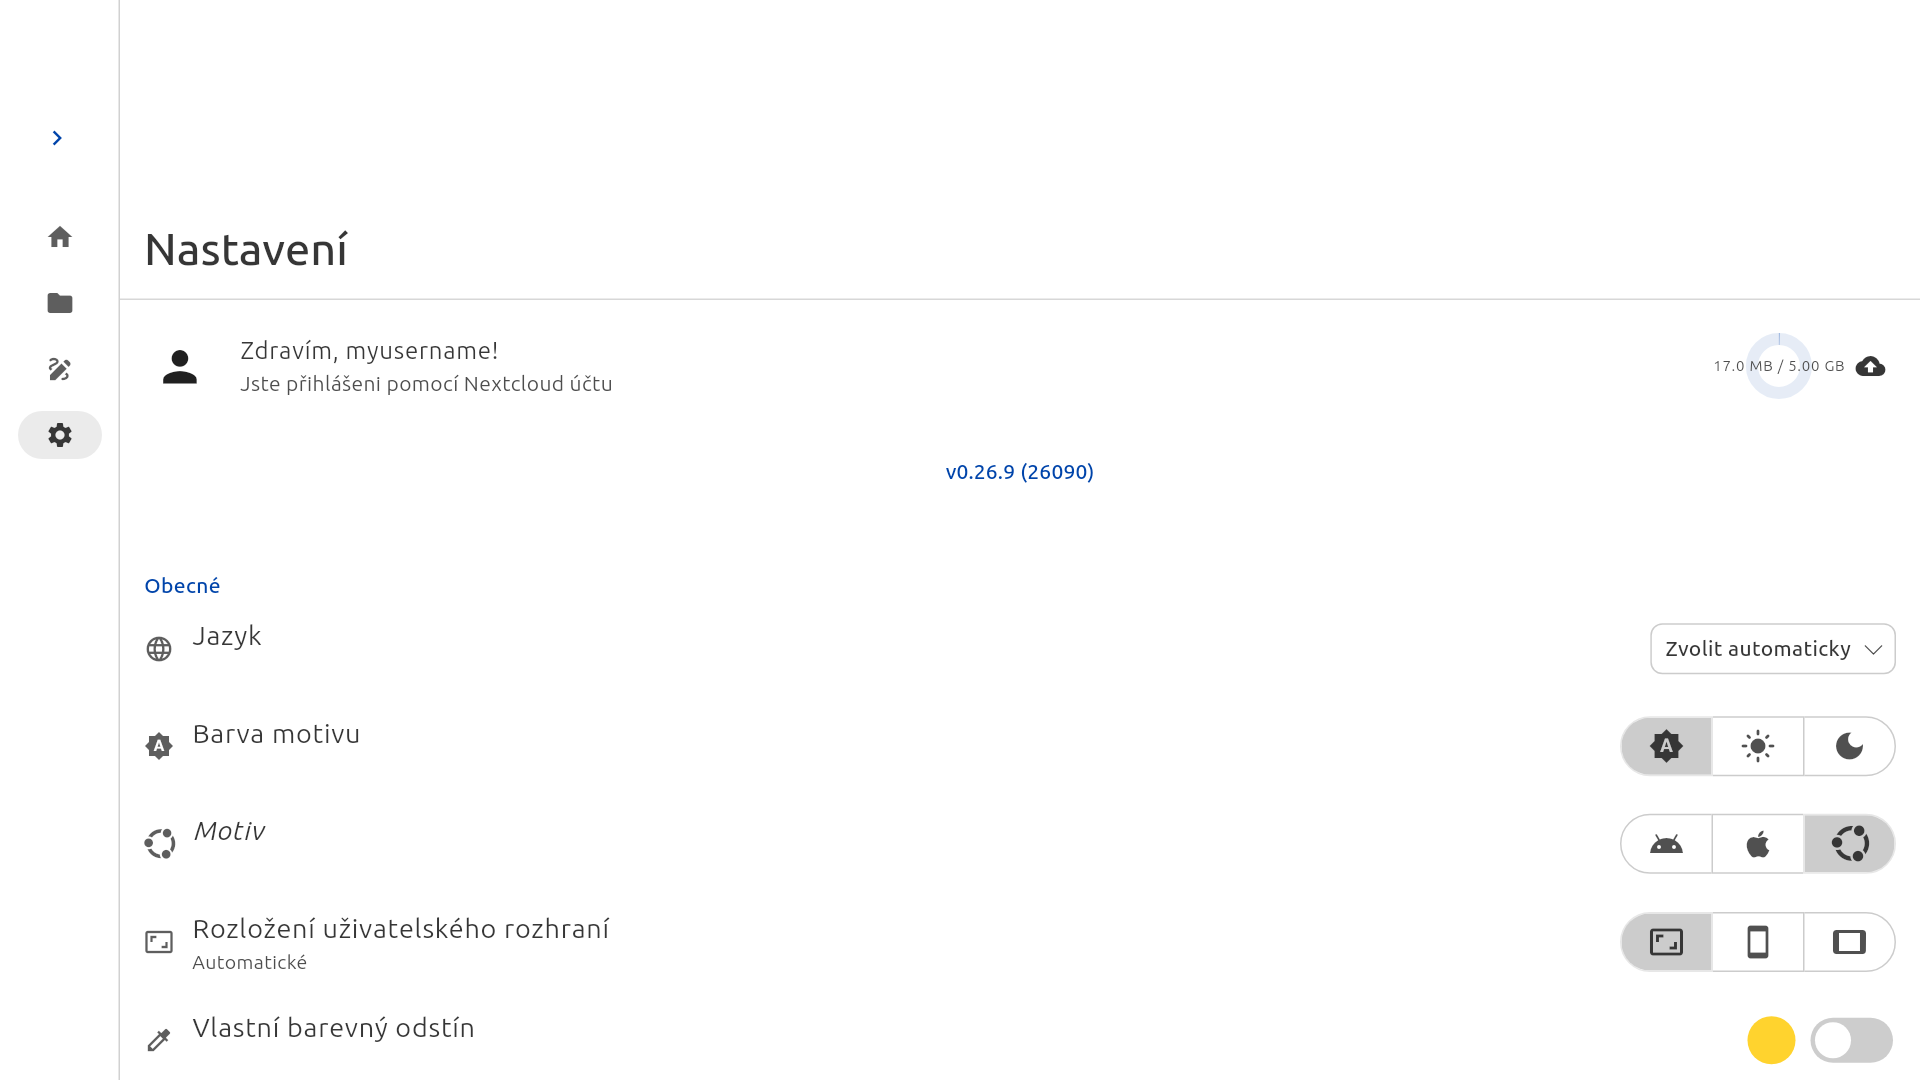 Nastavení
Zdravím, myusername!
Jste přihlášeni pomocí Nextcloud účtu
17.0 MB / 5.00 GB
v0.26.9 (26090)
Obecné
Jazyk
Zvolit automaticky
Barva motivu
A
A
Motiv
Rozložení uživatelského rozhraní
Automatické
Vlastní barevný odstín